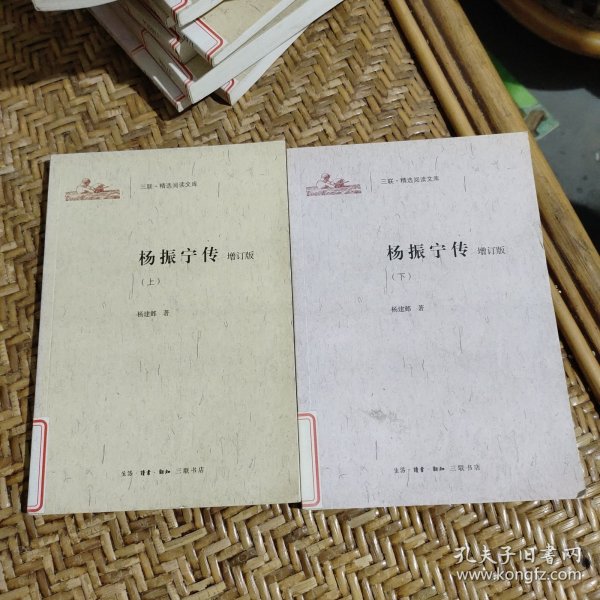 三联·精选阅读文库
杨振宁传 增订版
（上）
杨建邺 著
生活·讀書·新知 三联书店
三联·精选阅读文库
杨振宁传 增订版
（下）
杨建邺 著
生活·讀書·新知 三联书店
孔夫子旧书网
www.kongfz.com